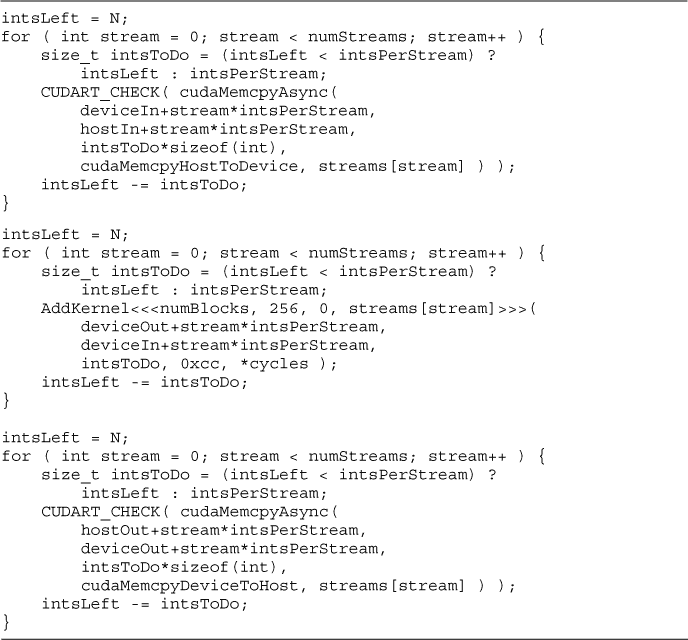 intsLeft = N;
for ( int stream = 0; stream < numStreams; stream++ ) {
    size_t intsToDo = (intsLeft < intsPerStream) ?
        intsLeft : intsPerStream;
    CUDART_CHECK( cudaMemcpyAsync(
        deviceIn+stream*intsPerStream,
        hostIn+stream*intsPerStream,
        intsToDo*sizeof(int),
        cudaMemcpyHostToDevice, streams[stream] ) );
    intsLeft -= intsToDo;
}
intsLeft = N;
for ( int stream = 0; stream < numStreams; stream++ ) {
    size_t intsToDo = (intsLeft < intsPerStream) ?
        intsLeft : intsPerStream;
    AddKernel<<<numBlocks, 256, 0, streams[stream]>>>(
        deviceOut+stream*intsPerStream,
        deviceIn+stream*intsPerStream,
        intsToDo, 0xcc, *cycles );
    intsLeft -= intsToDo;
}
intsLeft = N;
for ( int stream = 0; stream < numStreams; stream++ ) {
    size_t intsToDo = (intsLeft < intsPerStream) ?
        intsLeft : intsPerStream;
    CUDART_CHECK( cudaMemcpyAsync(
        hostOut+stream*intsPerStream,
        deviceOut+stream*intsPerStream,
        intsToDo*sizeof(int),
        cudaMemcpyDeviceToHost, streams[stream] ) );
    intsLeft -= intsToDo;
}